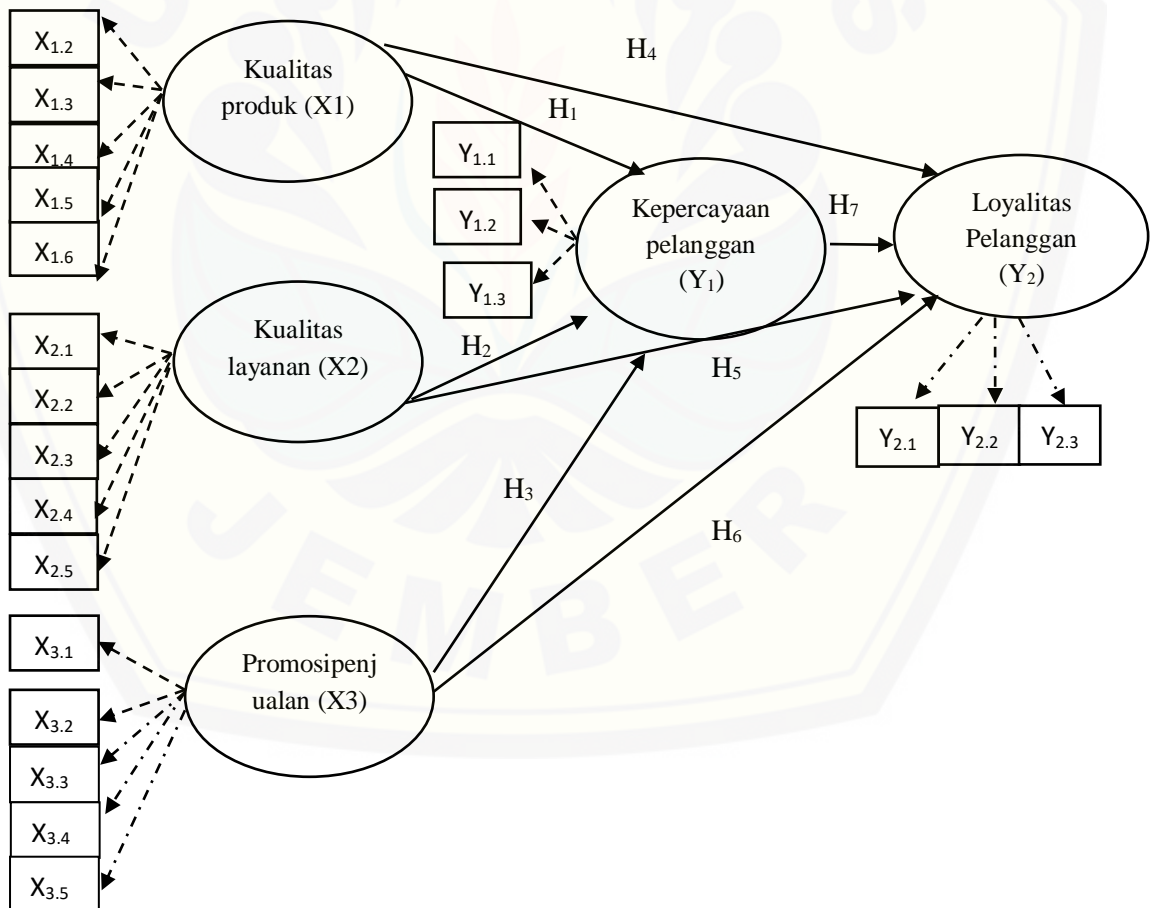 X1.2
X1.3
X1.4
X1.5
X1.6
Kualitas
produk (X1)
H4
H1
Y1.1
Y1.2
Y1.3
Kepercayaan
pelanggan
(Y1)
H7
Loyalitas
Pelanggan
(Y2)
X2.1
X2.2
X2.3
X2.4
X2.5
Kualitas
layanan (X2)
H2
H5
Y2.1
Y2.2
Y2.3
H3
H6
X3.1
X3.2
X3.3
X3.4
X3.5
Promosipenj
ualan (X3)
JEMBER